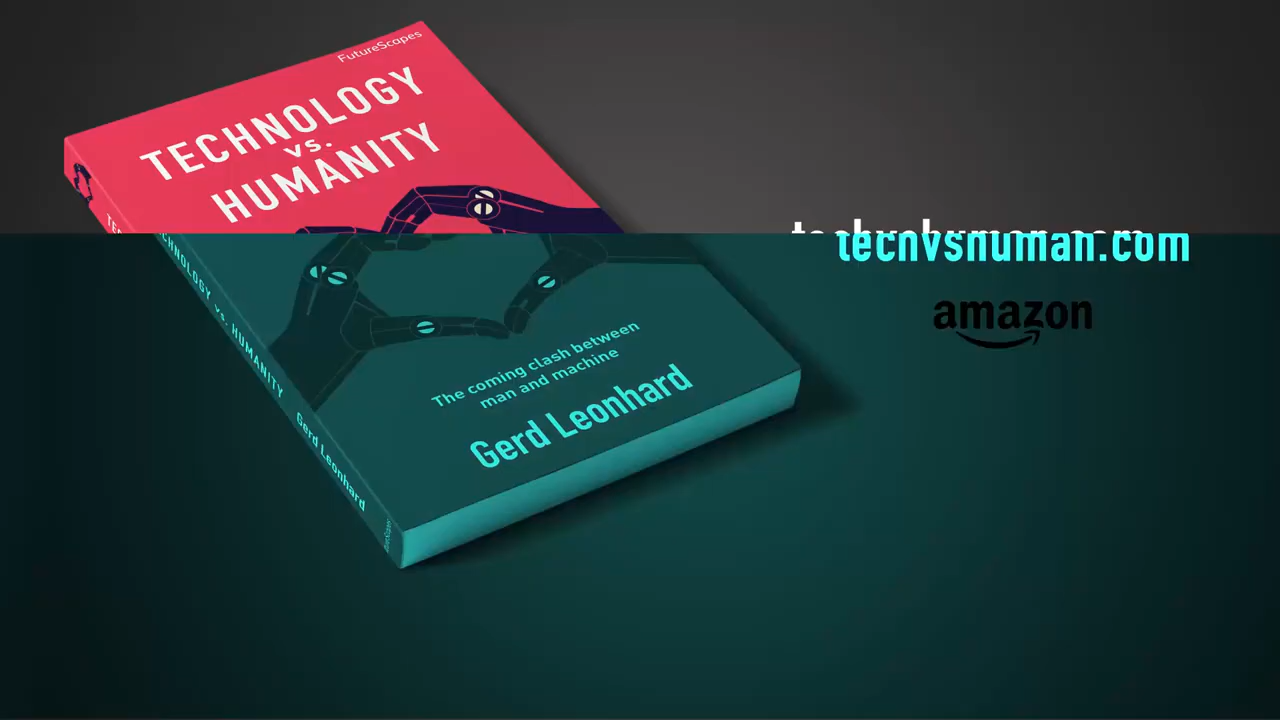 FutureScapes
TECHNOLOGY
vs.
HUMANITY
The coming clash between
man and machine
Gerd Leonhard
TECHNOLOGY vs. HUMANITY Gerd Leonhard
techvshuman.com
amazon